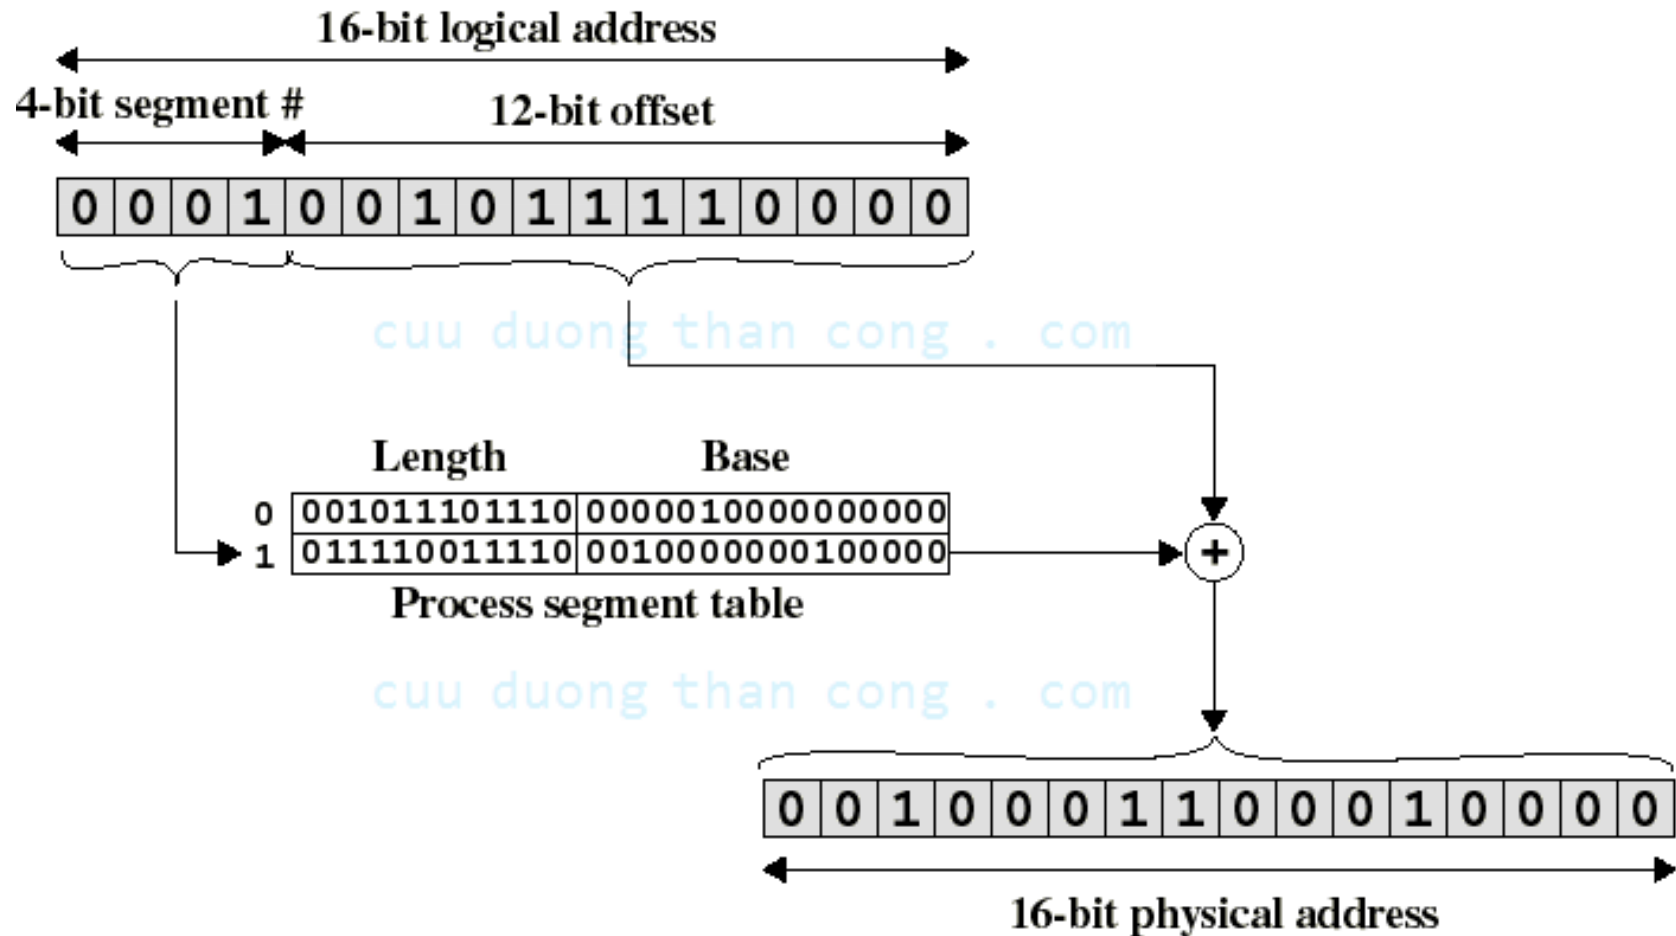 16-bit logical address
4-bit segment #
12-bit offset
0 0 0 1 0 0 1 0 1 1 1 1 0 0 0 0
cuu duong than cong . com
Length Base
0 001011101110 0000010000000000
1 011110011110 0010000000100000
Process segment table
+
cuu duong than cong . com
0 0 1 0 0 0 1 1 0 0 0 1 0 0 0 0
16-bit physical address